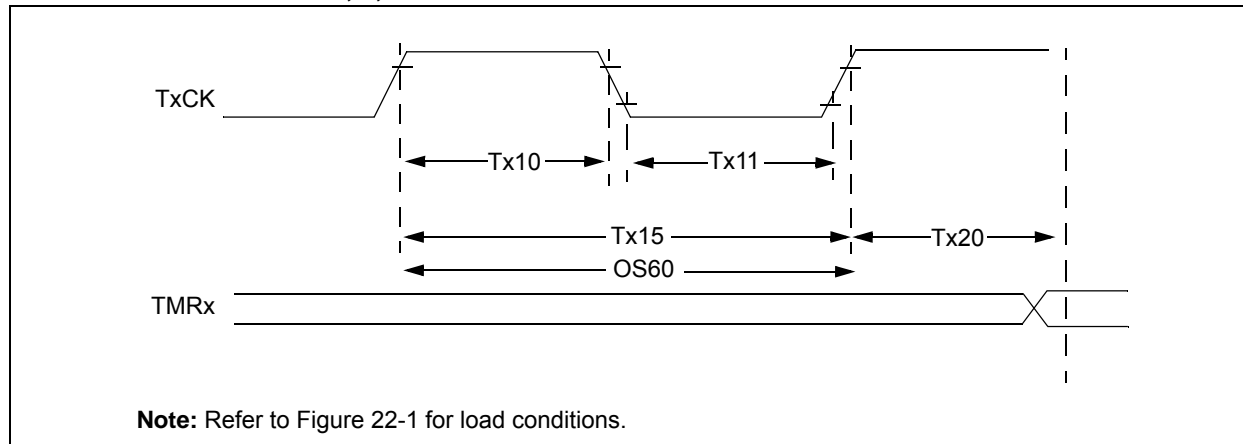 TxCK
Tx10
Tx11
Tx15
Tx20
OS60
TMRx
Note: Refer to Figure 22-1 for load conditions.